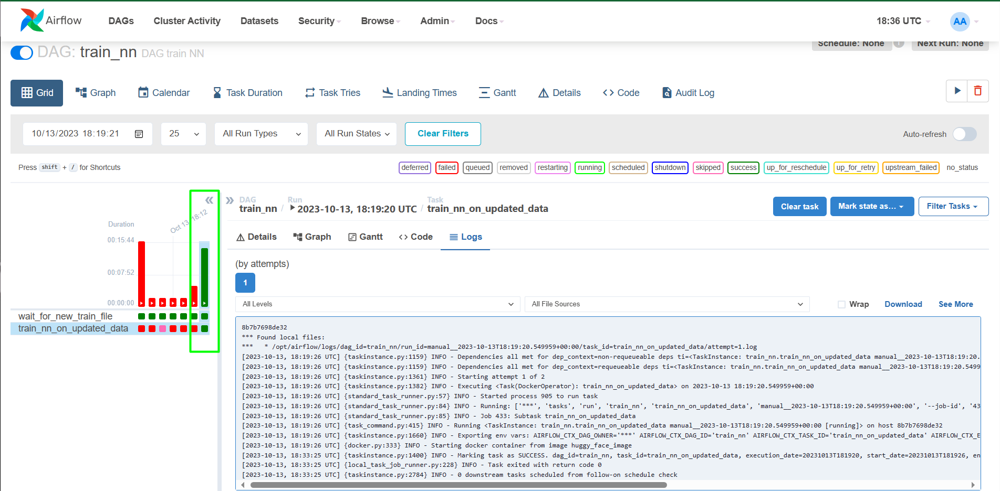 Airflow
DAGs
Cluster Activity
Datasets
Security
Browse
Admin
Docs
18:36 UTC
AA
DAG: train_nn DAG train NN
Schedule: None
Next Run: None
Grid
Graph
Calendar
Task Duration
Task Tries
Landing Times
Gantt
Details
Code
Audit Log
10/13/2023 18:19:21
25
All Run Types
All Run States
Clear Filters
Auto-refresh
Press shift + / for Shortcuts
deferred
failed
queued
removed
restarting
running
scheduled
shutdown
skipped
success
up_for_reschedule
up_for_retry
upstream_failed
no_status
Oct 13, 18:12
Duration
00:15:44
00:07:52
00:00:00
wait_for_new_train_file
train_nn_on_updated_data
DAG
train_nn
/
Run
2023-10-13, 18:19:20 UTC
/
Task
train_nn_on_updated_data
Clear task
Mark state as...
Filter Tasks
Details
Graph
Gantt
Code
Logs
(by attempts)
1
All Levels
All File Sources
Wrap
Download
See More
8b7b7698de32
*** Found local files:
***   * /opt/airflow/logs/dag_id=train_nn/run_id=manual__2023-10-13T18:19:20.549959+00:00/task_id=train_nn_on_updated_data/attempt=1.log
[2023-10-13, 18:19:26 UTC] {taskinstance.py:1159} INFO - Dependencies all met for dep_context=non-requeueable deps ti=<TaskInstance: train_nn.train_nn_on_updated_data manual__2023-10-13T18:19:20.
[2023-10-13, 18:19:26 UTC] {taskinstance.py:1159} INFO - Dependencies all met for dep_context=requeueable deps ti=<TaskInstance: train_nn.train_nn_on_updated_data manual__2023-10-13T18:19:20.5499
[2023-10-13, 18:19:26 UTC] {taskinstance.py:1361} INFO - Starting attempt 1 of 2
[2023-10-13, 18:19:26 UTC] {taskinstance.py:1382} INFO - Executing <Task(DockerOperator): train_nn_on_updated_data> on 2023-10-13 18:19:20.549959+00:00
[2023-10-13, 18:19:26 UTC] {standard_task_runner.py:57} INFO - Started process 905 to run task
[2023-10-13, 18:19:26 UTC] {standard_task_runner.py:84} INFO - Running: ['***', 'tasks', 'run', 'train_nn', 'train_nn_on_updated_data', 'manual__2023-10-13T18:19:20.549959+00:00', '--job-id', '43
[2023-10-13, 18:19:26 UTC] {standard_task_runner.py:85} INFO - Job 433: Subtask train_nn_on_updated_data
[2023-10-13, 18:19:26 UTC] {task_command.py:415} INFO - Running <TaskInstance: train_nn.train_nn_on_updated_data manual__2023-10-13T18:19:20.549959+00:00 [running]> on host 8b7b7698de32
[2023-10-13, 18:19:26 UTC] {taskinstance.py:1660} INFO - Exporting env vars: AIRFLOW_CTX_DAG_OWNER='***' AIRFLOW_CTX_DAG_ID='train_nn' AIRFLOW_CTX_TASK_ID='train_nn_on_updated_data' AIRFLOW_CTX_E
[2023-10-13, 18:19:26 UTC] {docker.py:333} INFO - Starting docker container from image huggy_face_image
[2023-10-13, 18:33:25 UTC] {taskinstance.py:1400} INFO - Marking task as SUCCESS. dag_id=train_nn, task_id=train_nn_on_updated_data, execution_date=20231013T181920, start_date=20231013T181926, en
[2023-10-13, 18:33:25 UTC] {local_task_job_runner.py:228} INFO - Task exited with return code 0
[2023-10-13, 18:33:25 UTC] {taskinstance.py:2784} INFO - 0 downstream tasks scheduled from follow-on schedule check